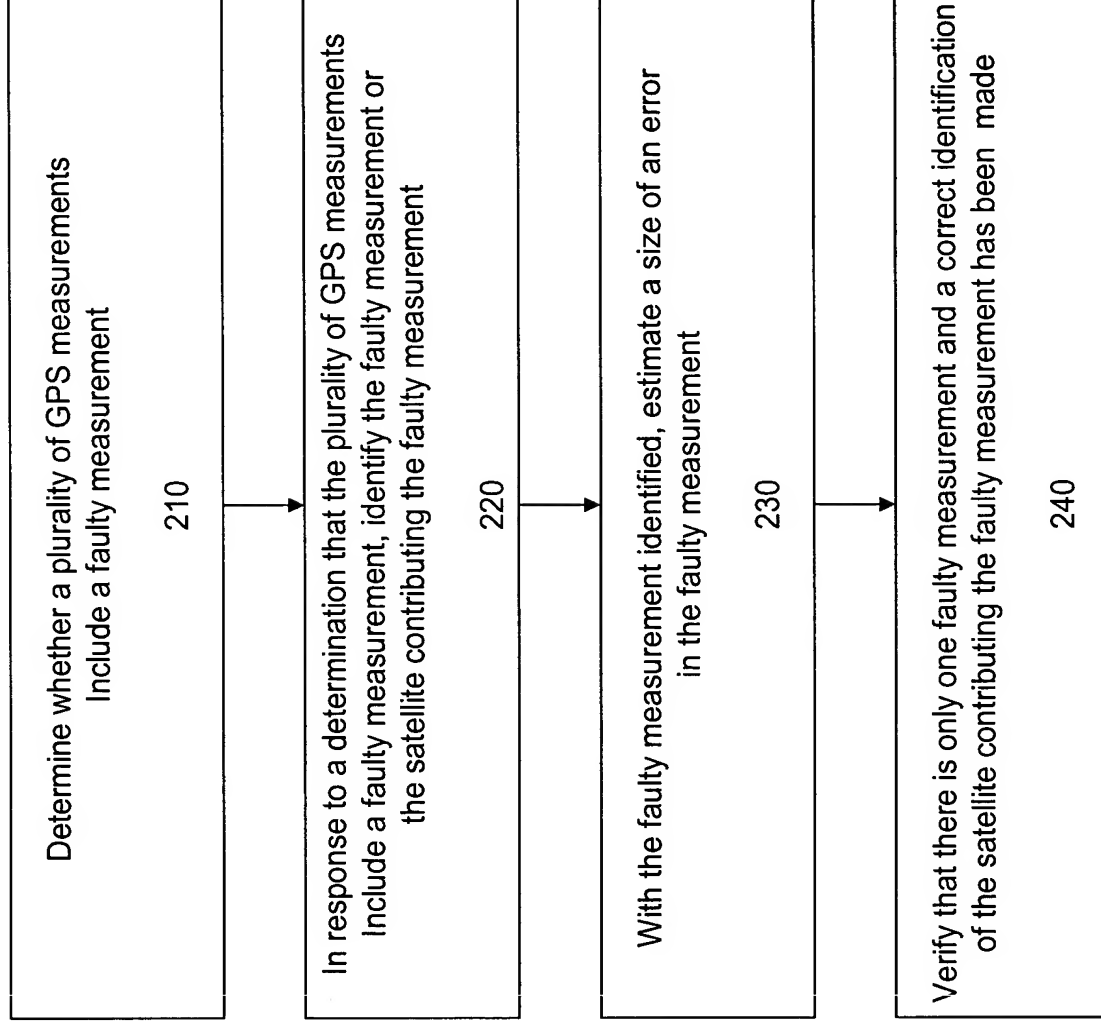 Determine whether a plurality of GPS measurements
Include a faulty measurement
210
In response to a determination that the plurality of GPS measurements
Include a faulty measurement, identify the faulty measurement or
the satellite contributing the faulty measurement
220
With the faulty measurement identified, estimate a size of an error
in the faulty measurement
230
Verify that there is only one faulty measurement and a correct identification
of the satellite contributing the faulty measurement has been made
240